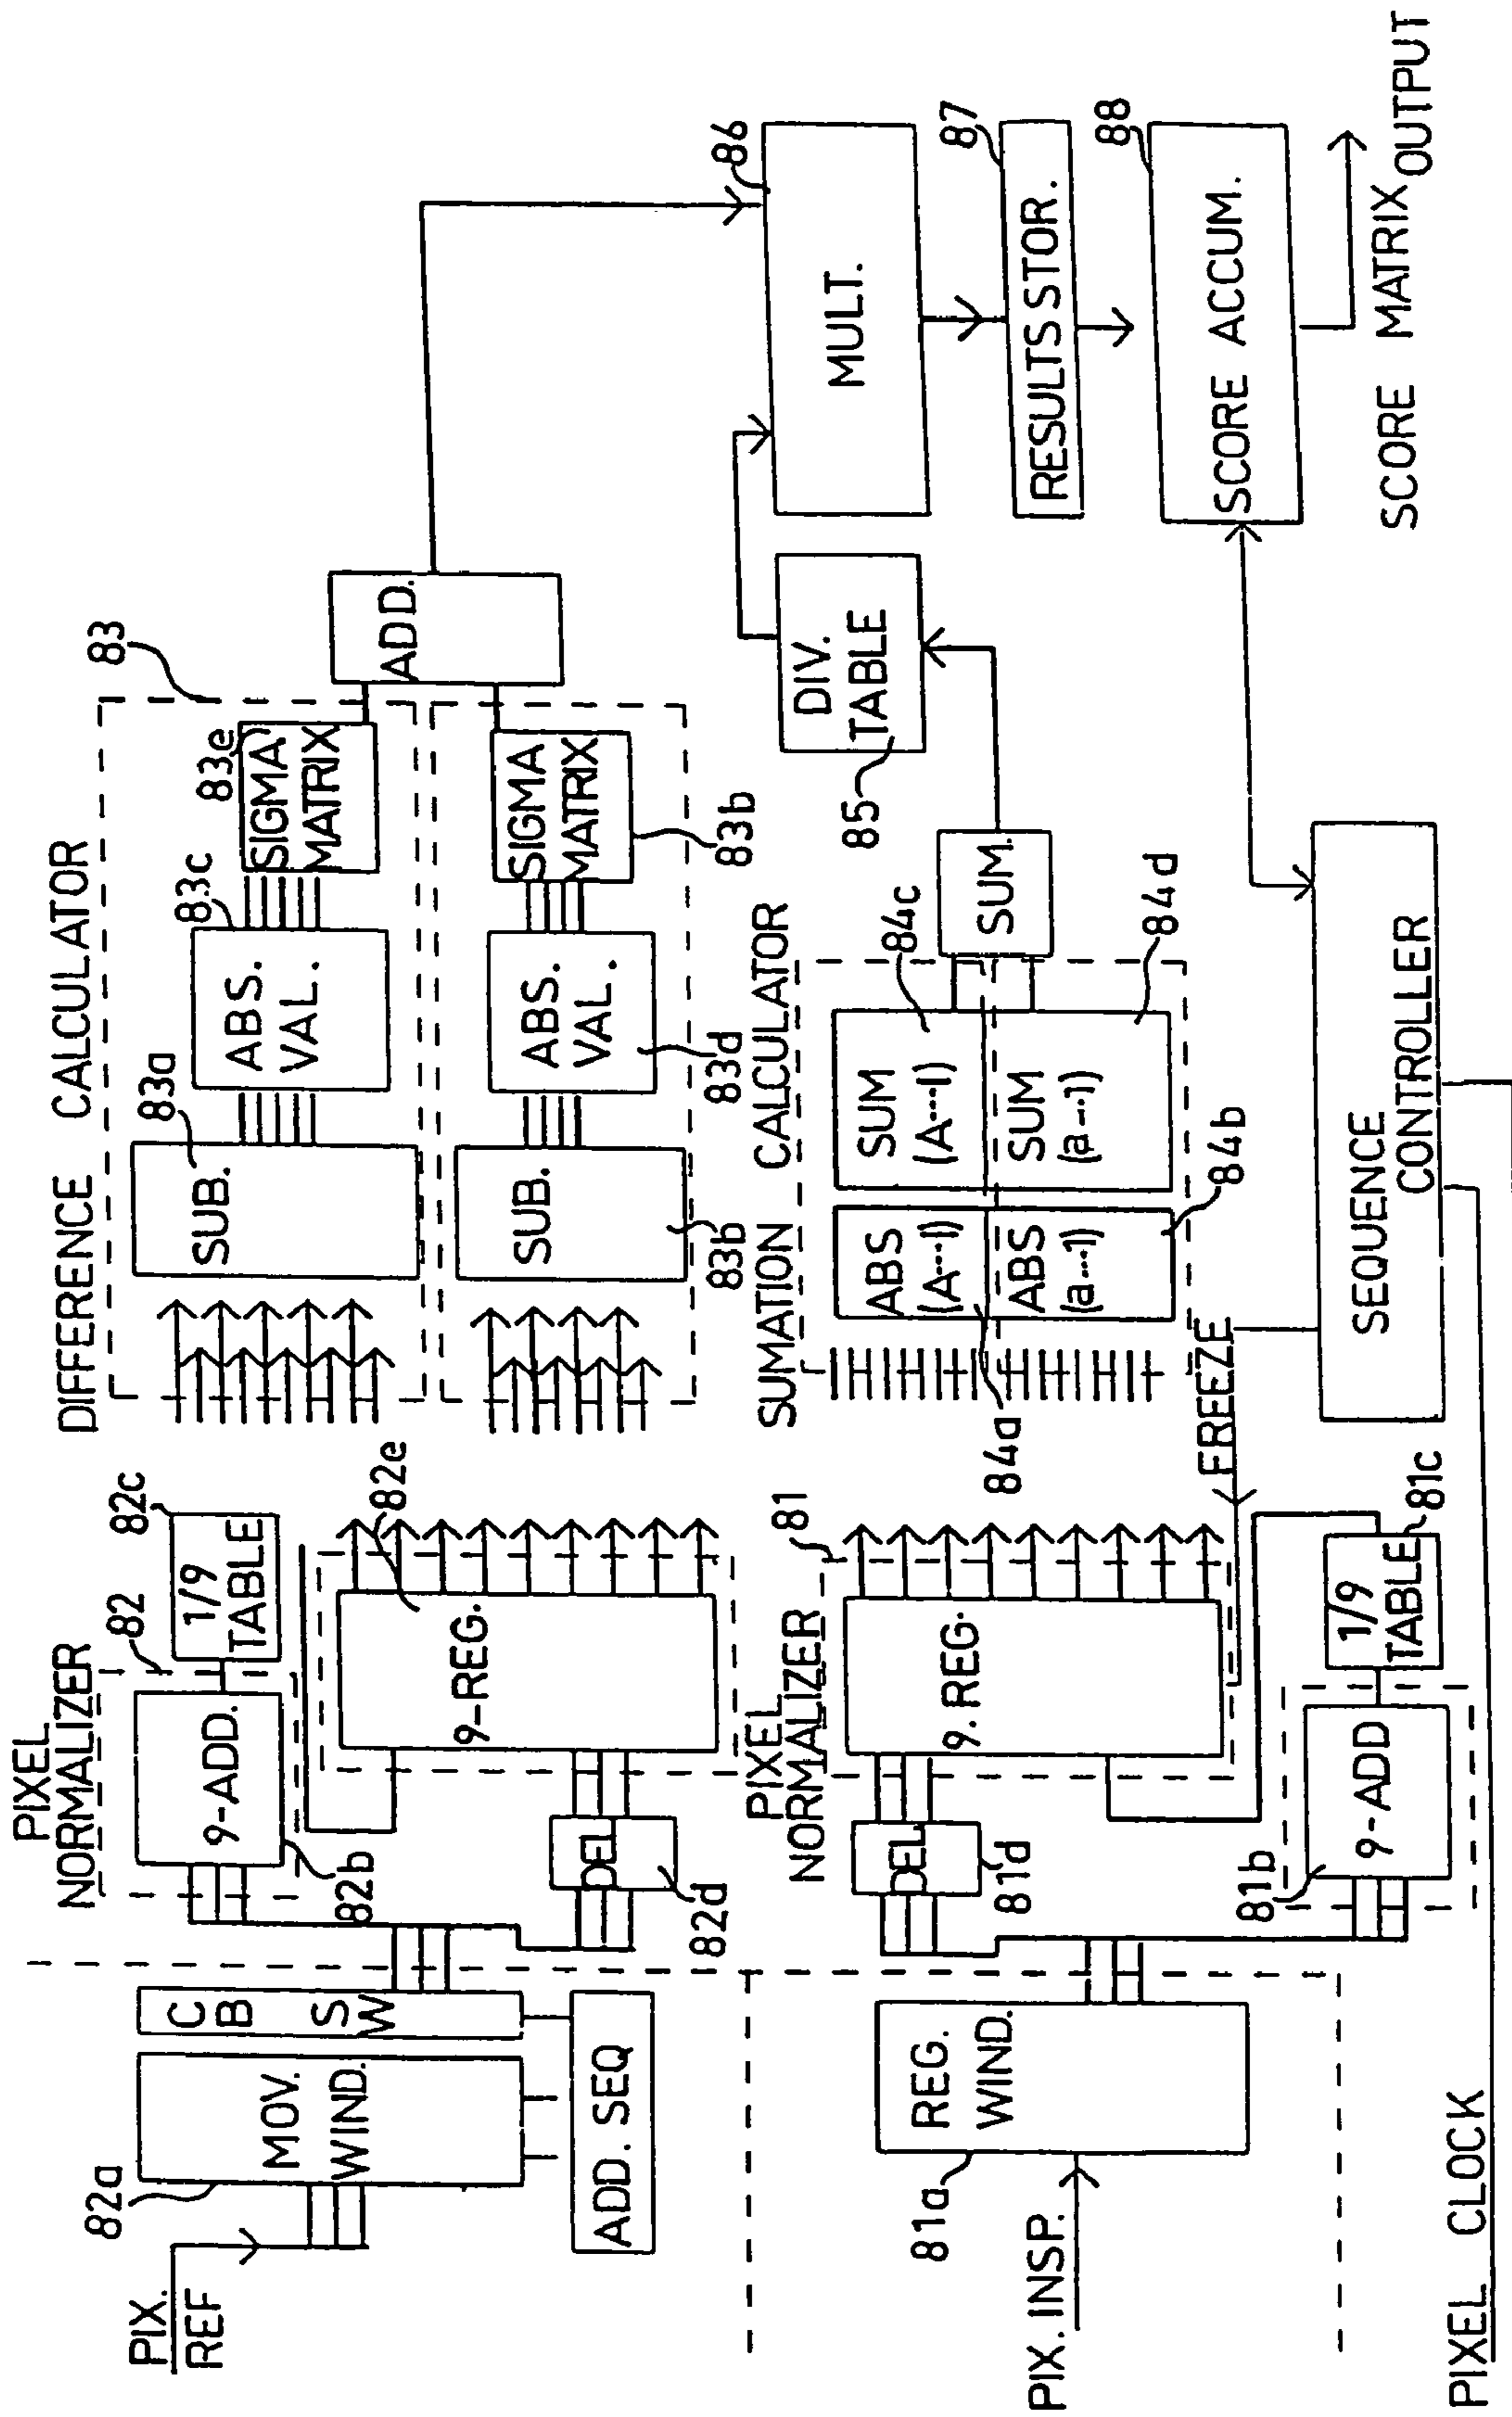 PIX.
REF
82a
MOV.
WIND.
C
B
S
W
ADD. SEQ
PIXEL
NORMALIZER
82
9-ADD.
82b
82c
1/9
TABLE
82e
9-REG.
DEL
82d
DIFFERENCE CALCULATOR
83
83a
SUB.
83c
ABS.
VAL.
83e
SIGMA
MATRIX
SUB.
83b
ABS.
VAL.
83d
SIGMA
MATRIX
83b
ADD.
PIX. INSP.
81a
REG.
WIND.
PIXEL
NORMALIZER
81
9. REG.
DEL
81d
81b
9-ADD
1/9
TABLE
81c
FREEZE
SUMATION CALCULATOR
84a
ABS
(A---I)
ABS
(a---1)
84b
SUM
(A---I)
SUM
(a---1)
84c
84d
SUM.
85
DIV.
TABLE
86
MULT.
87
RESULTS STOR.
88
SCORE ACCUM.
SCORE MATRIX OUTPUT
SEQUENCE
CONTROLLER
PIXEL CLOCK